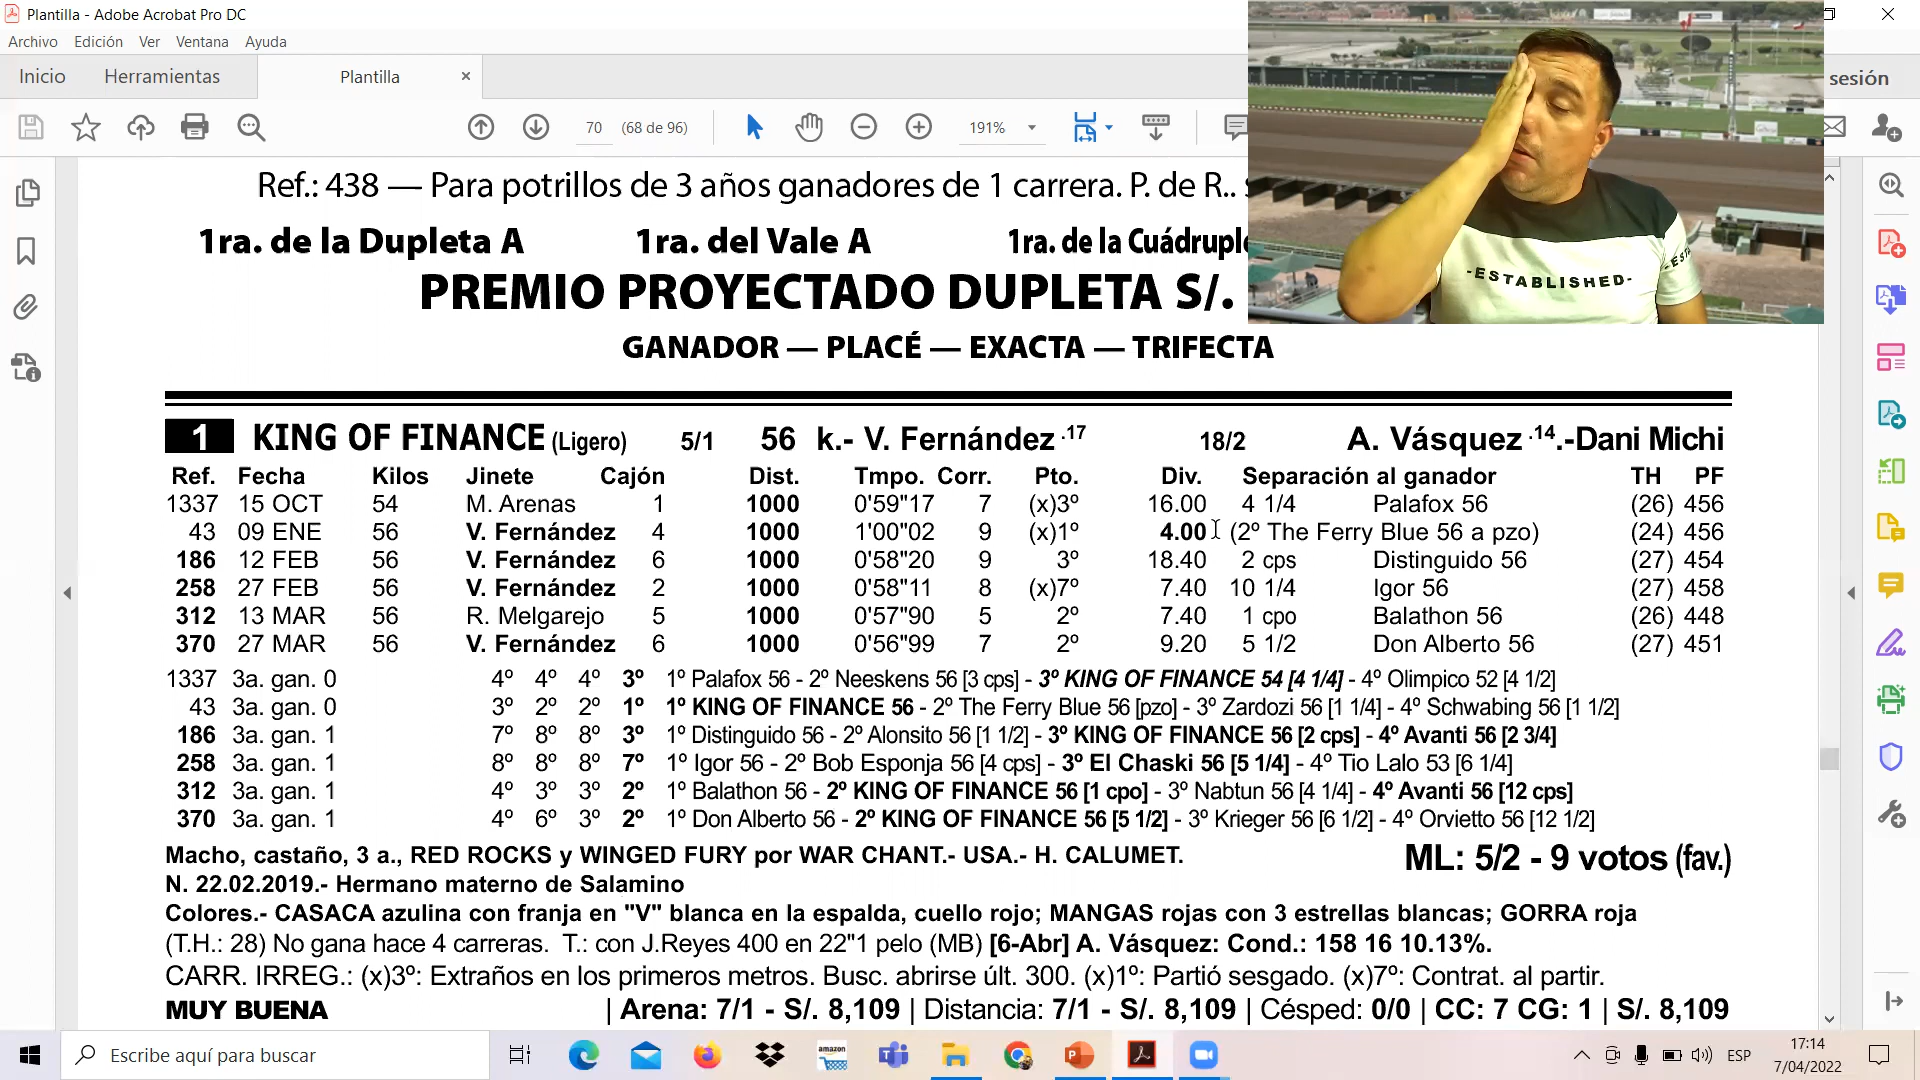 Plantilla - Adobe Acrobat Pro DC
Archivo Edición Ver Ventana Ayuda
Inicio Herramientas Plantilla × sesión
70 (68 de 96) 191%
Ref.: 438 — Para potrillos de 3 años ganadores de 1 carrera. P. de R..
1ra. de la Dupleta A 1ra. del Vale A 1ra. de la Cuádruple
PREMIO PROYECTADO DUPLETA S/.
GANADOR — PLACÉ — EXACTA — TRIFECTA
-ESTABLISHED-
1 KING OF FINANCE (Ligero) 5/1 56 k.- V. Fernández .17 18/2 A. Vásquez .14.-Dani Michi
Ref. Fecha Kilos Jinete Cajón Dist. Tmpo. Corr. Pto. Div. Separación al ganador TH PF
1337 15 OCT 54 M. Arenas 1 1000 0'59"17 7 (x)3º 16.00 4 1/4 Palafox 56 (26) 456
43 09 ENE 56 V. Fernández 4 1000 1'00"02 9 (x)1º 4.00 (2º The Ferry Blue 56 a pzo) (24) 456
186 12 FEB 56 V. Fernández 6 1000 0'58"20 9 3º 18.40 2 cps Distinguido 56 (27) 454
258 27 FEB 56 V. Fernández 2 1000 0'58"11 8 (x)7º 7.40 10 1/4 Igor 56 (27) 458
312 13 MAR 56 R. Melgarejo 5 1000 0'57"90 5 2º 7.40 1 cpo Balathon 56 (26) 448
370 27 MAR 56 V. Fernández 6 1000 0'56"99 7 2º 9.20 5 1/2 Don Alberto 56 (27) 451
1337 3a. gan. 0 4º 4º 4º 3º 1º Palafox 56 - 2º Neeskens 56 [3 cps] - 3º KING OF FINANCE 54 [4 1/4] - 4º Olimpico 52 [4 1/2]
43 3a. gan. 0 3º 2º 2º 1º 1º KING OF FINANCE 56 - 2º The Ferry Blue 56 [pzo] - 3º Zardozi 56 [1 1/4] - 4º Schwabing 56 [1 1/2]
186 3a. gan. 1 7º 8º 8º 3º 1º Distinguido 56 - 2º Alonsito 56 [1 1/2] - 3º KING OF FINANCE 56 [2 cps] - 4º Avanti 56 [2 3/4]
258 3a. gan. 1 8º 8º 8º 7º 1º Igor 56 - 2º Bob Esponja 56 [4 cps] - 3º El Chaski 56 [5 1/4] - 4º Tio Lalo 53 [6 1/4]
312 3a. gan. 1 4º 3º 3º 2º 1º Balathon 56 - 2º KING OF FINANCE 56 [1 cpo] - 3º Nabtun 56 [4 1/4] - 4º Avanti 56 [12 cps]
370 3a. gan. 1 4º 6º 3º 2º 1º Don Alberto 56 - 2º KING OF FINANCE 56 [5 1/2] - 3º Krieger 56 [6 1/2] - 4º Orvietto 56 [12 1/2]
Macho, castaño, 3 a., RED ROCKS y WINGED FURY por WAR CHANT.- USA.- H. CALUMET. ML: 5/2 - 9 votos (fav.)
N. 22.02.2019.- Hermano materno de Salamino
Colores.- CASACA azulina con franja en "V" blanca en la espalda, cuello rojo; MANGAS rojas con 3 estrellas blancas; GORRA roja
(T.H.: 28) No gana hace 4 carreras. T.: con J.Reyes 400 en 22"1 pelo (MB) [6-Abr] A. Vásquez: Cond.: 158 16 10.13%.
CARR. IRREG.: (x)3º: Extraños en los primeros metros. Busc. abrirse últ. 300. (x)1º: Partió sesgado. (x)7º: Contrat. al partir.
MUY BUENA | Arena: 7/1 - S/. 8,109 | Distancia: 7/1 - S/. 8,109 | Césped: 0/0 | CC: 7 CG: 1 | S/. 8,109
Escribe aquí para buscar
amazon
ESP
17:14
7/04/2022